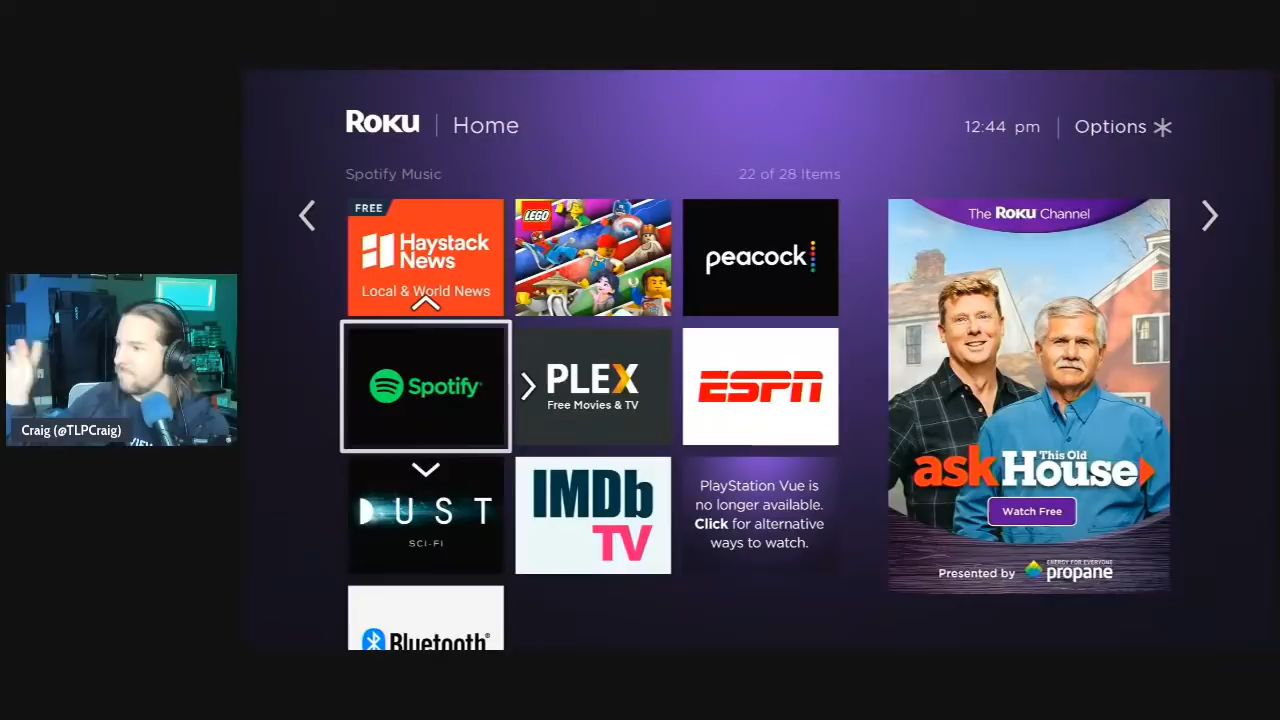 Roku | Home
12:44 pm | Options
Spotify Music
22 of 28 Items
FREE
Haystack
News
Local & World News
LEGO
peacock
The Roku Channel
Spotify
PLEX
Free Movies & TV
ESPN
Craig (@TLPCraig)
ask This Old
House
Watch Free
DUST
SCI-FI
IMDb
TV
PlayStation Vue is
no longer available.
Click for alternative
ways to watch.
Presented by
ENERGY FOR EVERYONE
propane
Bluetooth